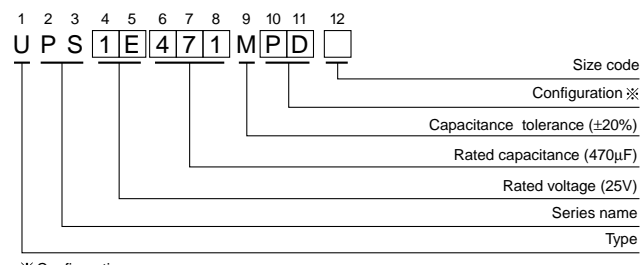 1 2 3 4 5 6 7 8 9 10 11 12
U P S 1 E 4 7 1 M P D
Size code
Configuration ※
Capacitance tolerance (±20%)
Rated capacitance (470µF)
Rated voltage (25V)
Series name
Type